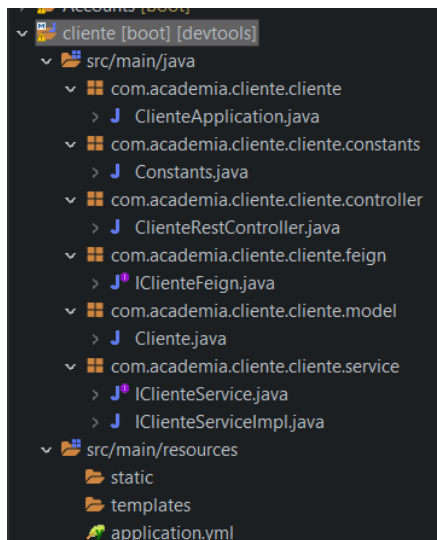 Accounts [boot]
cliente [boot] [devtools]
src/main/java
com.academia.cliente.cliente
ClienteApplication.java
com.academia.cliente.cliente.constants
Constants.java
com.academia.cliente.cliente.controller
ClienteRestController.java
com.academia.cliente.cliente.feign
IClienteFeign.java
com.academia.cliente.cliente.model
Cliente.java
com.academia.cliente.cliente.service
IClienteService.java
IClienteServiceImpl.java
src/main/resources
static
templates
application.yml